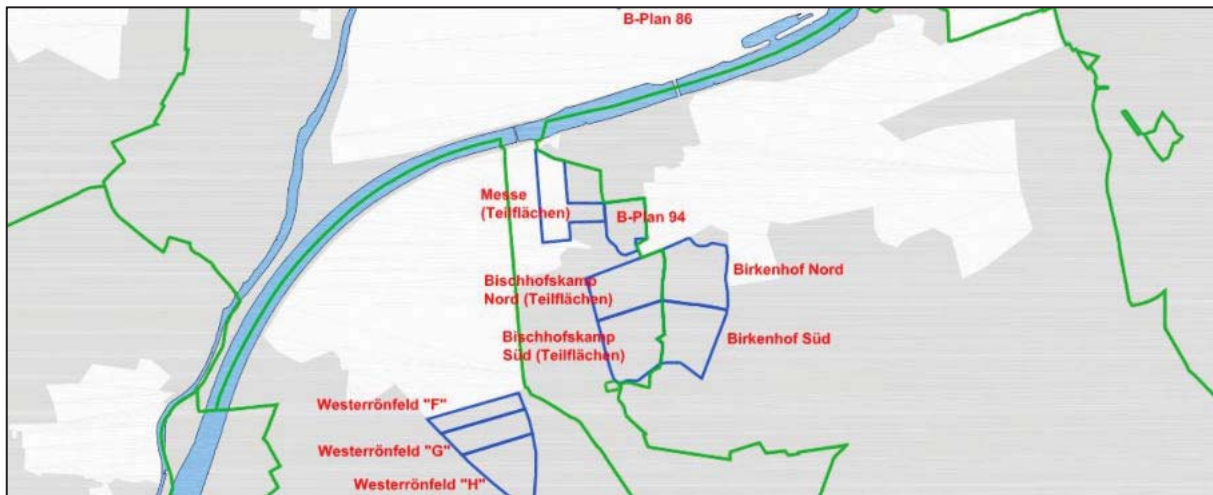 B-Plan 86
Messe
(Teilflächen)
B-Plan 94
Bischhofskamp
Nord (Teilflächen)
Birkenhof Nord
Bischhofskamp
Süd (Teilflächen)
Birkenhof Süd
Westerrönfeld "F"
Westerrönfeld "G"
Westerrönfeld "H"